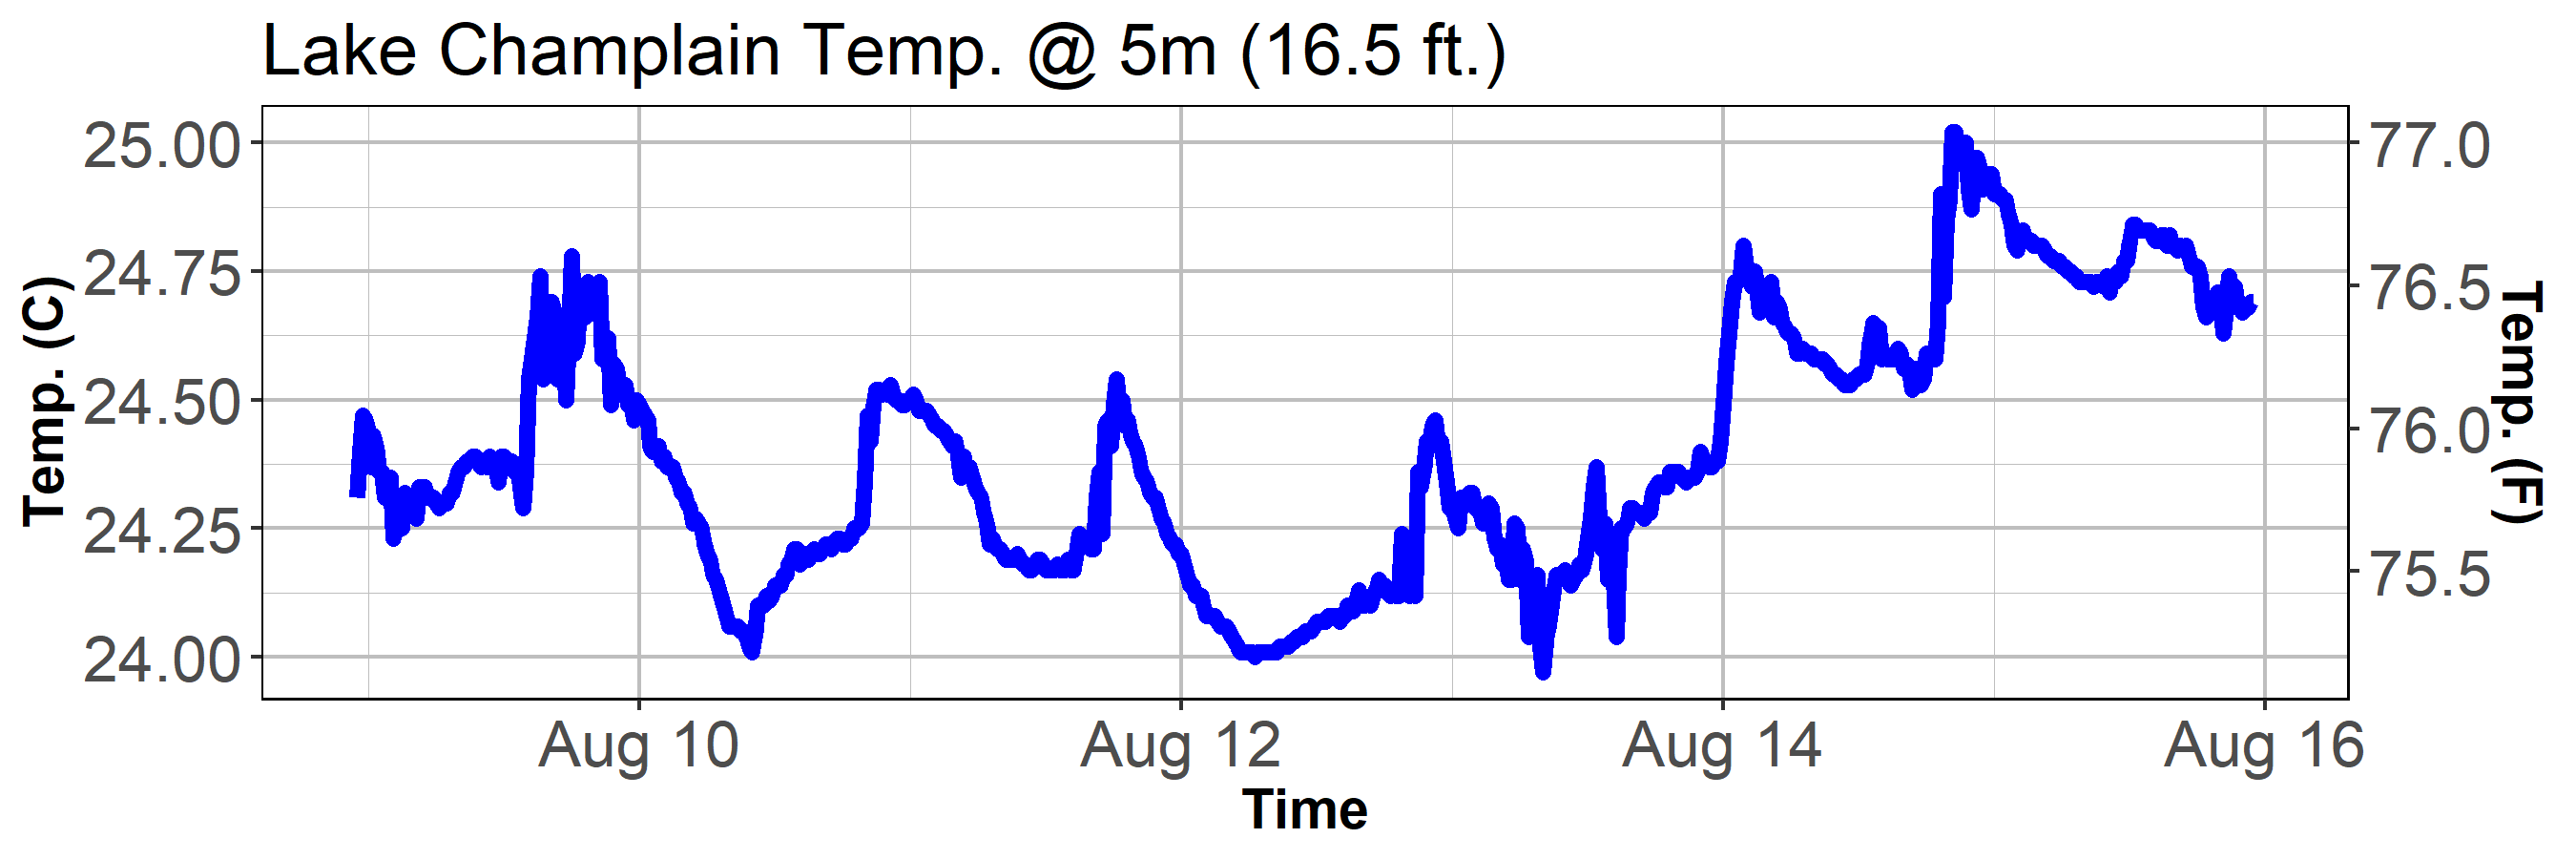 Lake Champlain Temp. @ 5m (16.5 ft.)
Temp. (C)
25.00
24.75
24.50
24.25
24.00
77.0
76.5
76.0
75.5
Temp. (F)
Aug 10
Aug 12
Aug 14
Aug 16
Time